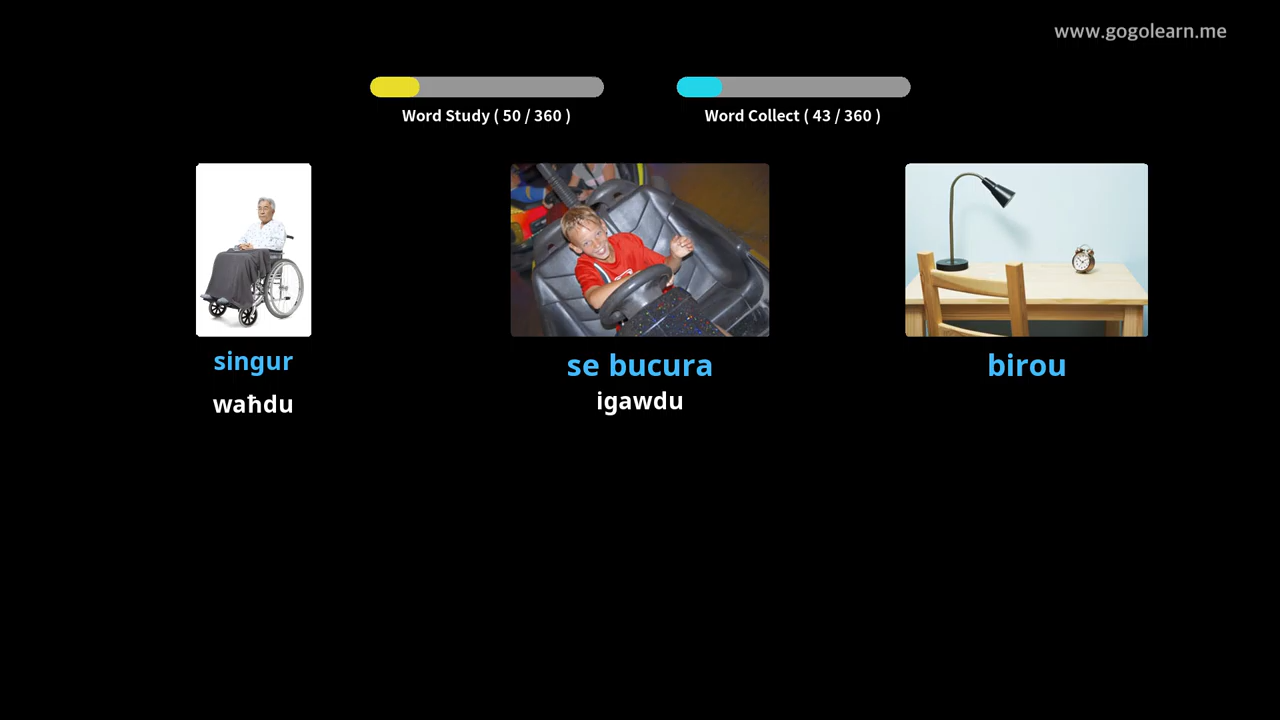 www.gogolearn.me
Word Study ( 50 / 360 )
Word Collect ( 43 / 360 )
singur
waħdu
se bucura
igawdu
birou